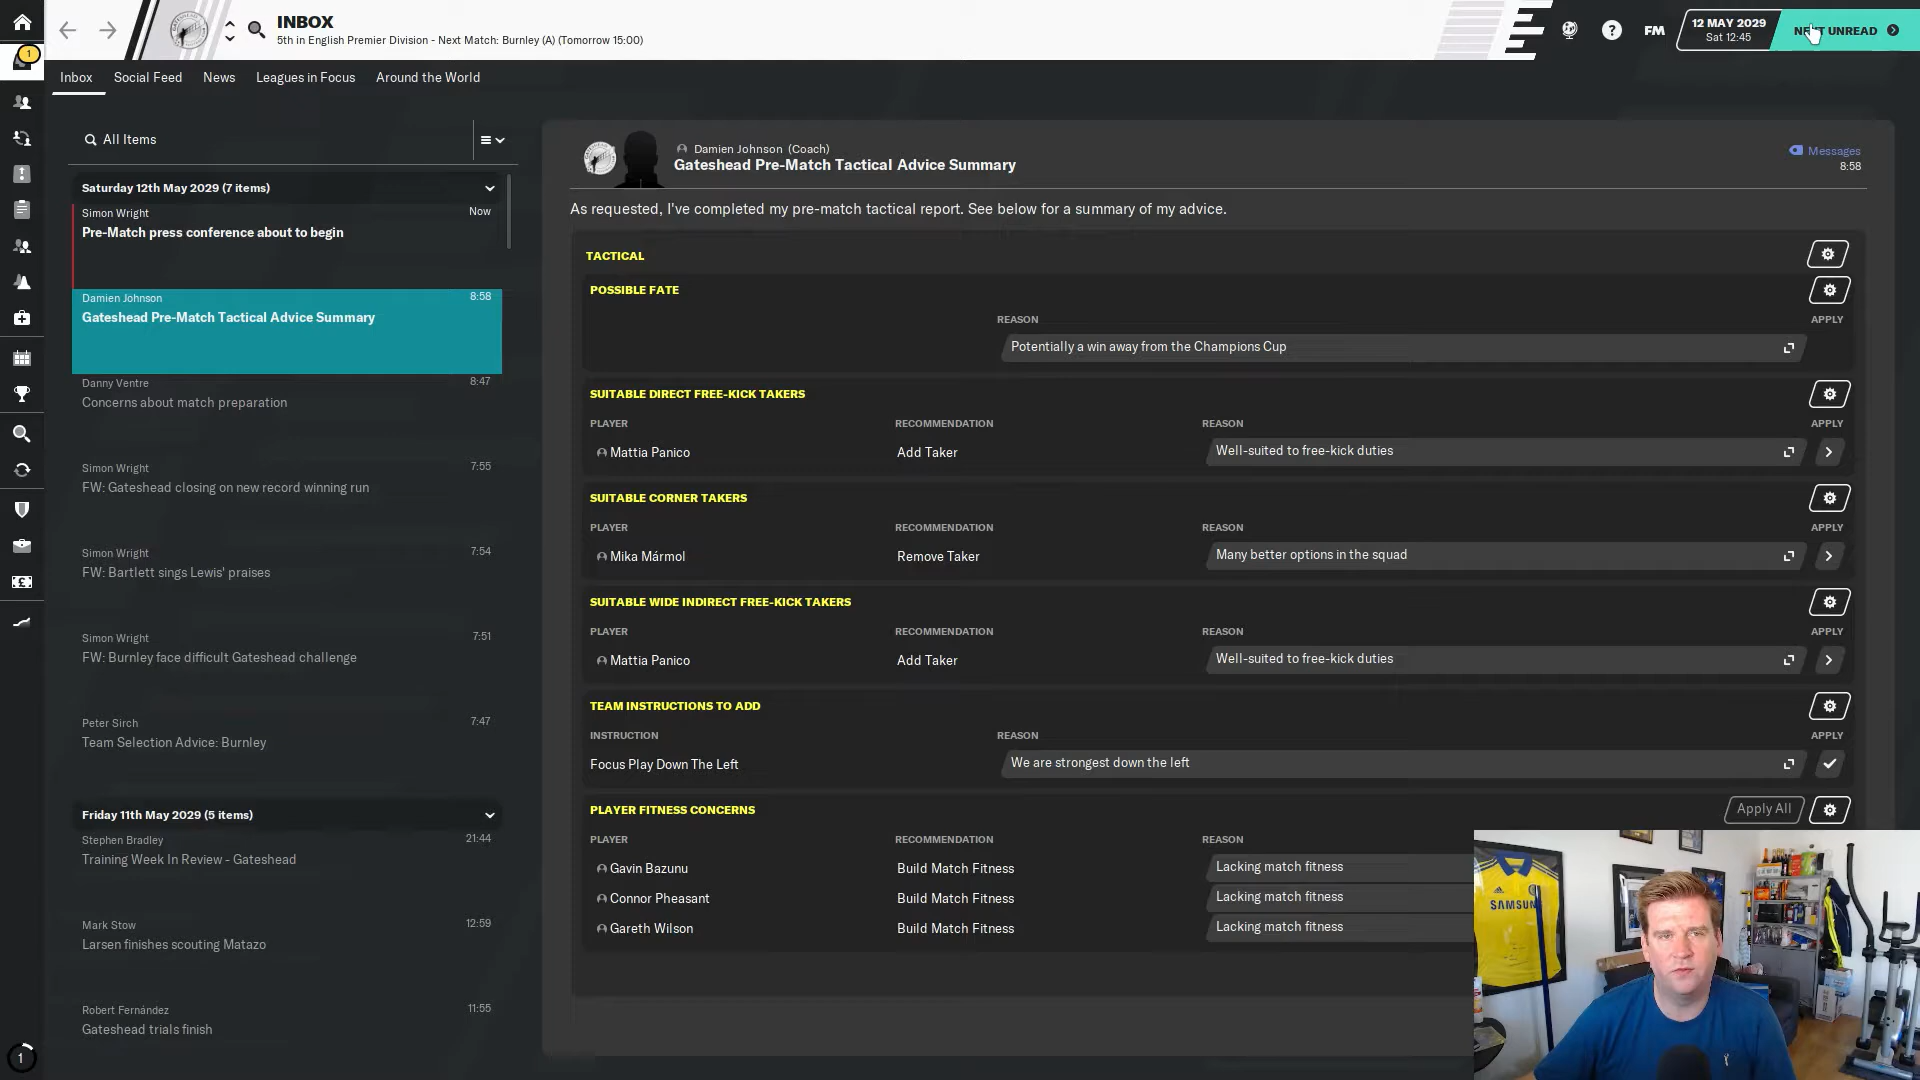 INBOX
5th in English Premier Division - Next Match: Burnley (A) (Tomorrow 15:00)
FM
12 MAY 2029
Sat 12:45
UNREAD
1
Inbox
Social Feed
News
Leagues in Focus
Around the World
All Items
Saturday 12th May 2029 (7 items)
Simon Wright
Now
Pre-Match press conference about to begin
Damien Johnson
8:58
Gateshead Pre-Match Tactical Advice Summary
Danny Ventre
8:47
Concerns about match preparation
Simon Wright
7:55
FW: Gateshead closing on new record winning run
Simon Wright
7:54
FW: Bartlett sings Lewis' praises
Simon Wright
7:51
FW: Burnley face difficult Gateshead challenge
Peter Sirch
7:47
Team Selection Advice: Burnley
Friday 11th May 2029 (5 items)
Stephen Bradley
21:44
Training Week In Review - Gateshead
Mark Stow
12:59
Larsen finishes scouting Matazo
Robert Fernández
11:55
Gateshead trials finish
1
Damien Johnson (Coach)
Gateshead Pre-Match Tactical Advice Summary
Messages
8:58
As requested, I've completed my pre-match tactical report. See below for a summary of my advice.
TACTICAL
POSSIBLE FATE
REASON
APPLY
Potentially a win away from the Champions Cup
SUITABLE DIRECT FREE-KICK TAKERS
PLAYER
RECOMMENDATION
REASON
APPLY
Mattia Panico
Add Taker
Well-suited to free-kick duties
SUITABLE CORNER TAKERS
PLAYER
RECOMMENDATION
REASON
APPLY
Mika Mármol
Remove Taker
Many better options in the squad
SUITABLE WIDE INDIRECT FREE-KICK TAKERS
PLAYER
RECOMMENDATION
REASON
APPLY
Mattia Panico
Add Taker
Well-suited to free-kick duties
TEAM INSTRUCTIONS TO ADD
INSTRUCTION
REASON
APPLY
Focus Play Down The Left
We are strongest down the left
PLAYER FITNESS CONCERNS
Apply All
PLAYER
RECOMMENDATION
REASON
Gavin Bazunu
Build Match Fitness
Lacking match fitness
Connor Pheasant
Build Match Fitness
Lacking match fitness
Gareth Wilson
Build Match Fitness
Lacking match fitness
SAMSUNG